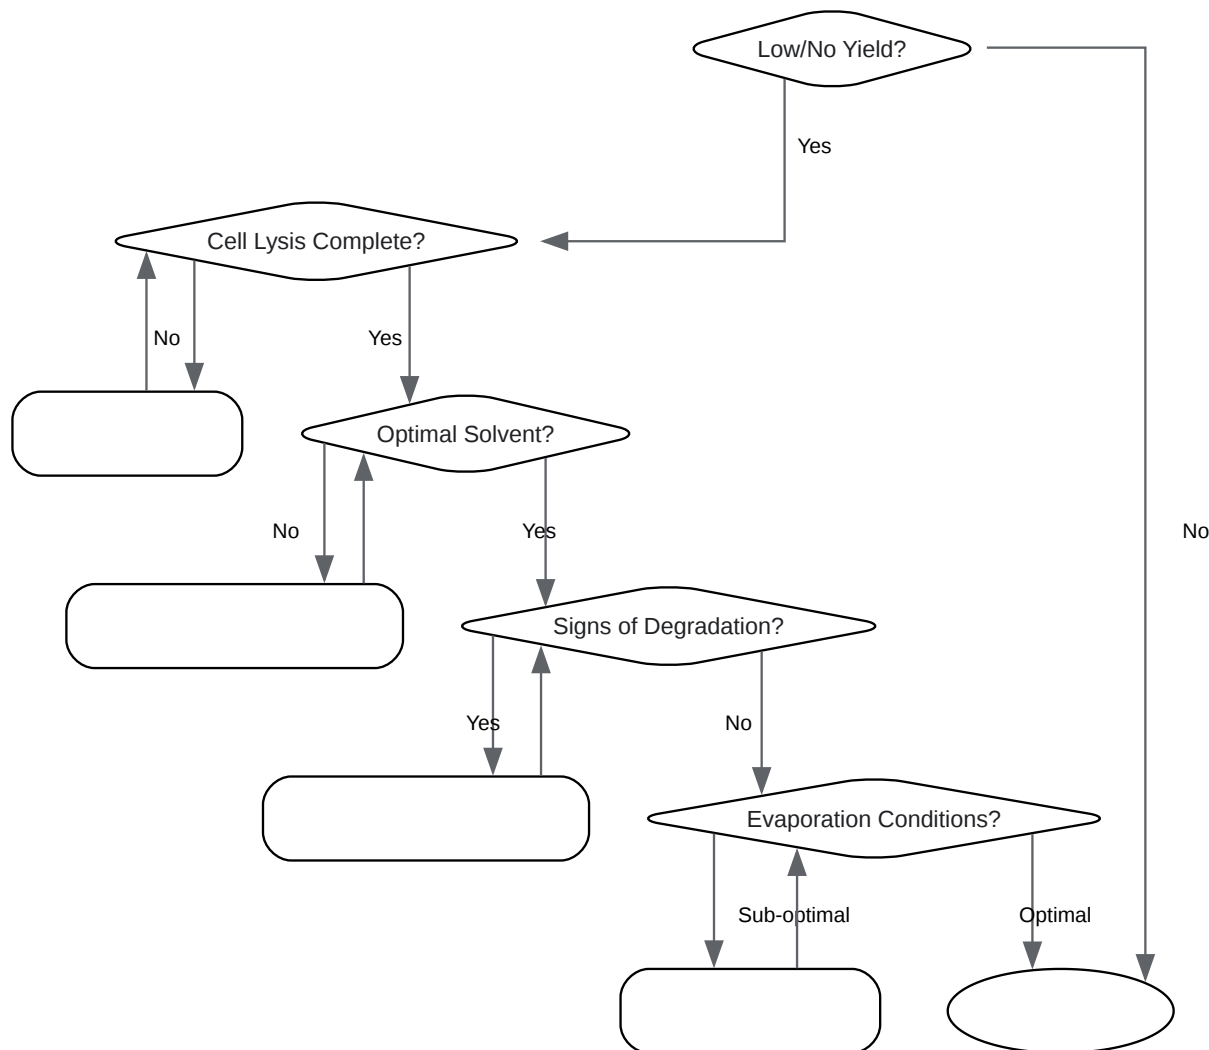 Low/No Yield?
Yes
Cell Lysis Complete?
No
Yes
Optimal Solvent?
No
Yes
No
Signs of Degradation?
Yes
No
Evaporation Conditions?
Sub-optimal
Optimal